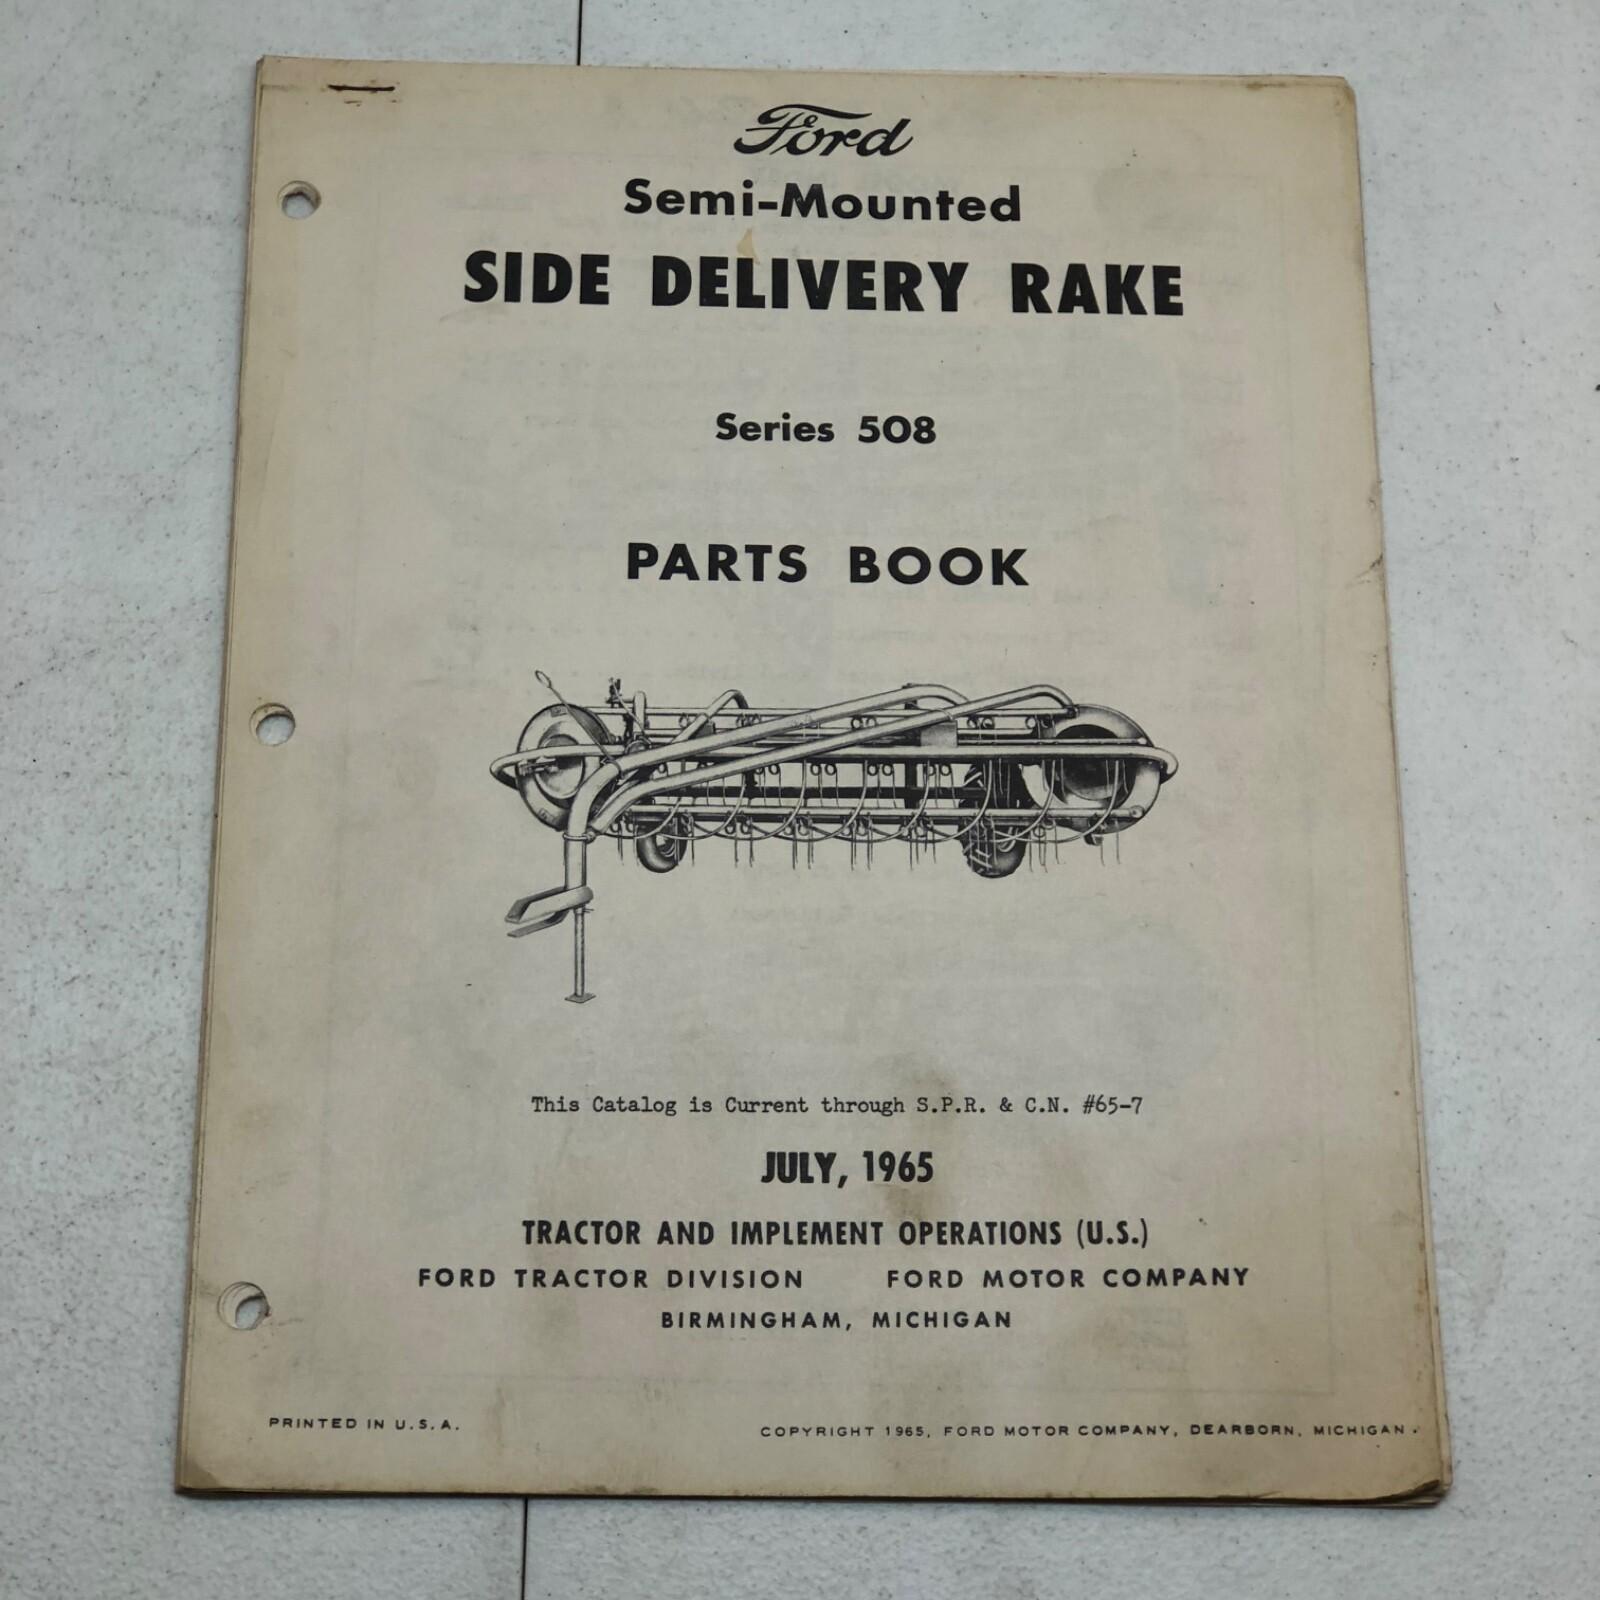 Ford
Semi-Mounted
SIDE DELIVERY RAKE
Series 508
PARTS BOOK
This Catalog is Current through S.P.R. & C.N. #65-7
JULY, 1965
TRACTOR AND IMPLEMENT OPERATIONS (U.S.)
FORD TRACTOR DIVISION FORD MOTOR COMPANY
BIRMINGHAM, MICHIGAN
PRINTED IN U.S.A.
COPYRIGHT 1965, FORD MOTOR COMPANY, DEARBORN, MICHIGAN.